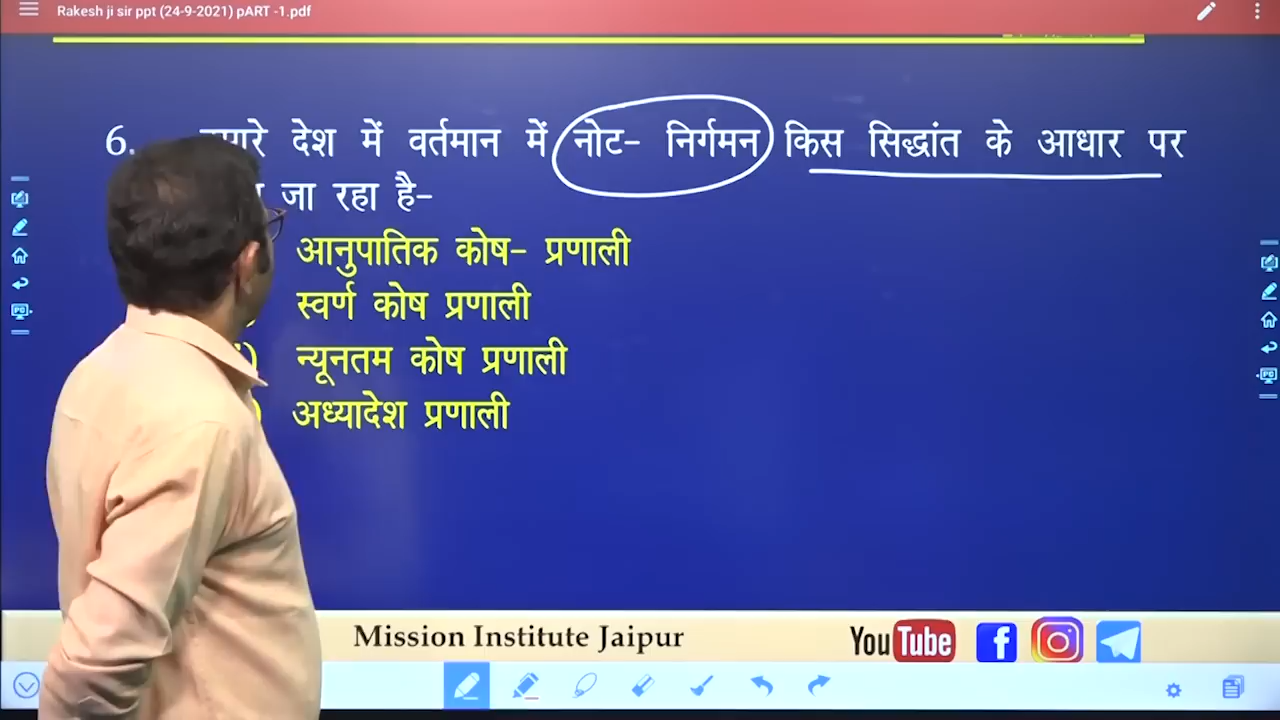 Rakesh ji sir ppt (24-9-2021) pART -1.pdf
6. देश में वर्तमान में नोट- निर्गमन किस सिद्धांत के आधार पर
जा रहा है-
आनुपातिक कोष- प्रणाली
स्वर्ण कोष प्रणाली
न्यूनतम कोष प्रणाली
अध्यादेश प्रणाली
Mission Institute Jaipur
YouTube